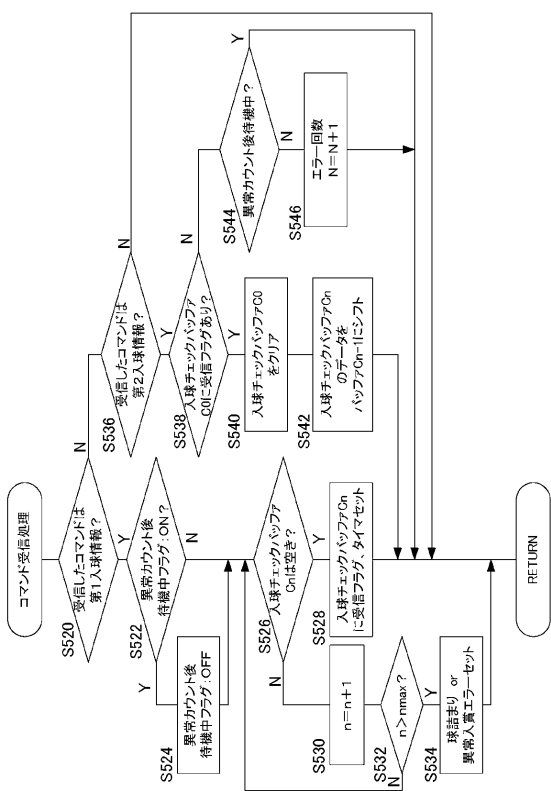 コマンド受信処理
S520
受信したコマンドは
第1入球情報？
Y
N
S522
異常カウント後
待機中フラグ:ON？
Y
N
S524
異常カウント後
待機中フラグ:OFF
S526
入球チェックバッファ
Cnは空き？
Y
N
S528
入球チェックバッファCn
に受信フラグ、タイマセット
S530
n=n+1
S532
n>nmax？
Y
N
S534
球詰まり or
異常入賞エラーセット
S536
受信したコマンドは
第2入球情報？
Y
N
S538
入球チェックバッファ
C0に受信フラグあり？
Y
N
S540
入球チェックバッファC0
をクリア
S542
入球チェックバッファCn
のデータを
バッファCn-1にシフト
S544
異常カウント後待機中？
Y
N
S546
エラー回数
N=N+1
RETURN